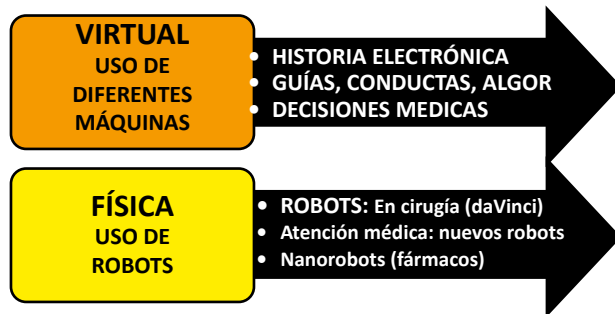 VIRTUAL
USO DE
DIFERENTES
MÁQUINAS
• HISTORIA ELECTRÓNICA
• GUÍAS, CONDUCTAS, ALGOR
• DECISIONES MEDICAS
FÍSICA
USO DE
ROBOTS
• ROBOTS: En cirugía (daVinci)
• Atención médica: nuevos robots
• Nanorobots (fármacos)